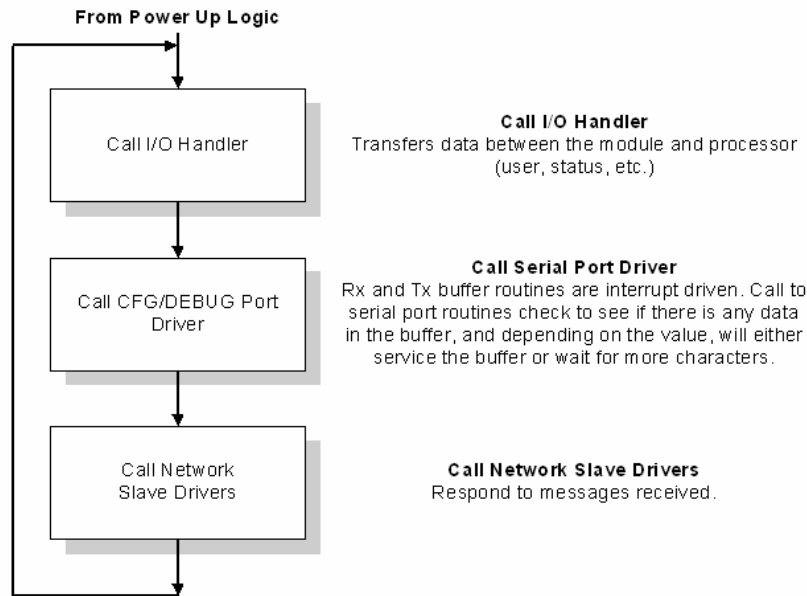 From Power Up Logic
Call I/O Handler
Call I/O Handler
Transfers data between the module and processor
(user, status, etc.)
Call CFG/DEBUG Port
Driver
Call Serial Port Driver
Rx and Tx buffer routines are interrupt driven. Call to
serial port routines check to see if there is any data
in the buffer, and depending on the value, will either
service the buffer or wait for more characters.
Call Network
Slave Drivers
Call Network Slave Drivers
Respond to messages received.